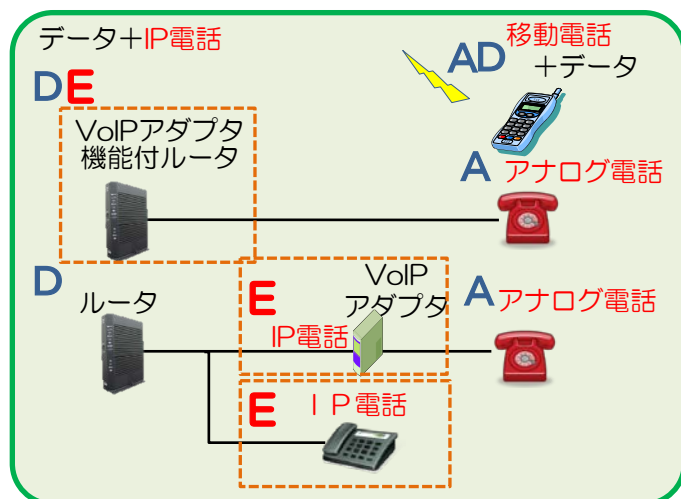 データ+IP電話
移動電話
AD
+データ
DE
VoIPアダプタ
機能付ルータ
A アナログ電話
D
ルータ
E
VoIP
アダプタ
IP電話
A アナログ電話
E IP電話